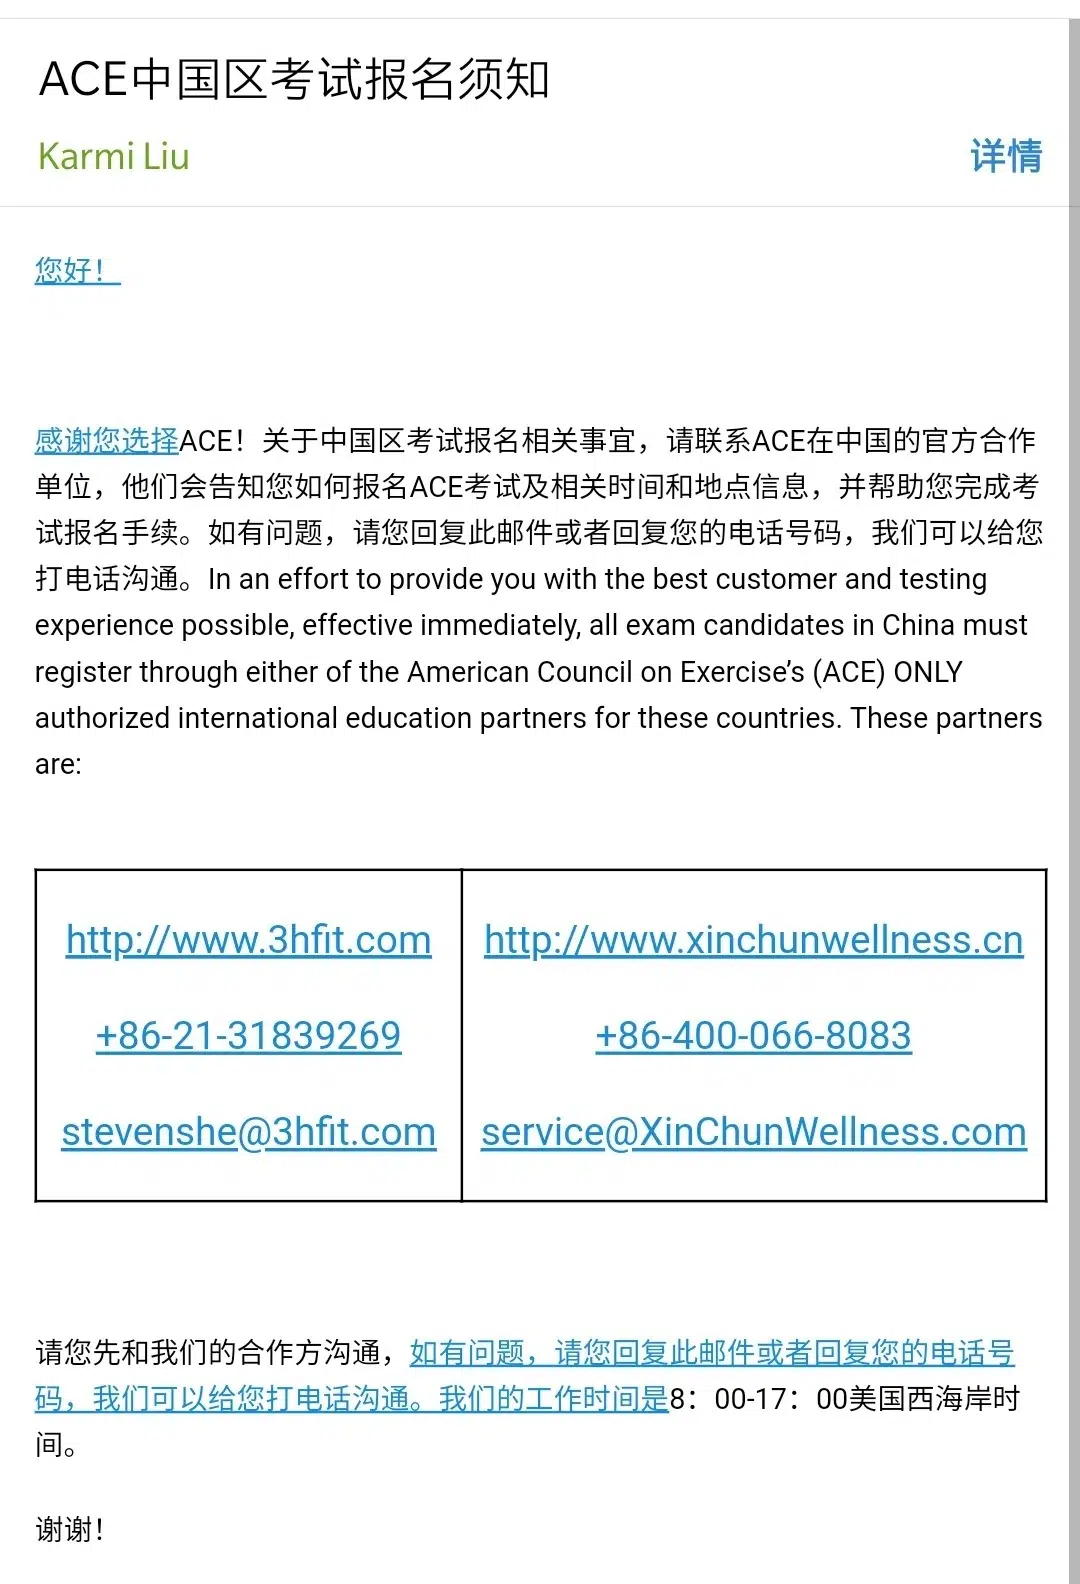 ACE中国区考试报名须知
Karmi Liu
详情
您好！
感谢您选择ACE！关于中国区考试报名相关事宜，请联系ACE在中国的官方合作
单位，他们会告知您如何报名ACE考试及相关时间和地点信息，并帮助您完成考
试报名手续。如有问题，请您回复此邮件或者回复您的电话号码，我们可以给您
打电话沟通。In an effort to provide you with the best customer and testing
experience possible, effective immediately, all exam candidates in China must
register through either of the American Council on Exercise’s (ACE) ONLY
authorized international education partners for these countries. These partners
are:
http://www.3hfit.com
+86-21-31839269
stevenshe@3hfit.com
http://www.xinchunwellness.cn
+86-400-066-8083
service@XinChunWellness.com
请您先和我们的合作方沟通，如有问题，请您回复此邮件或者回复您的电话号
码，我们可以给您打电话沟通。我们的工作时间是8：00-17：00美国西海岸时
间。
谢谢！